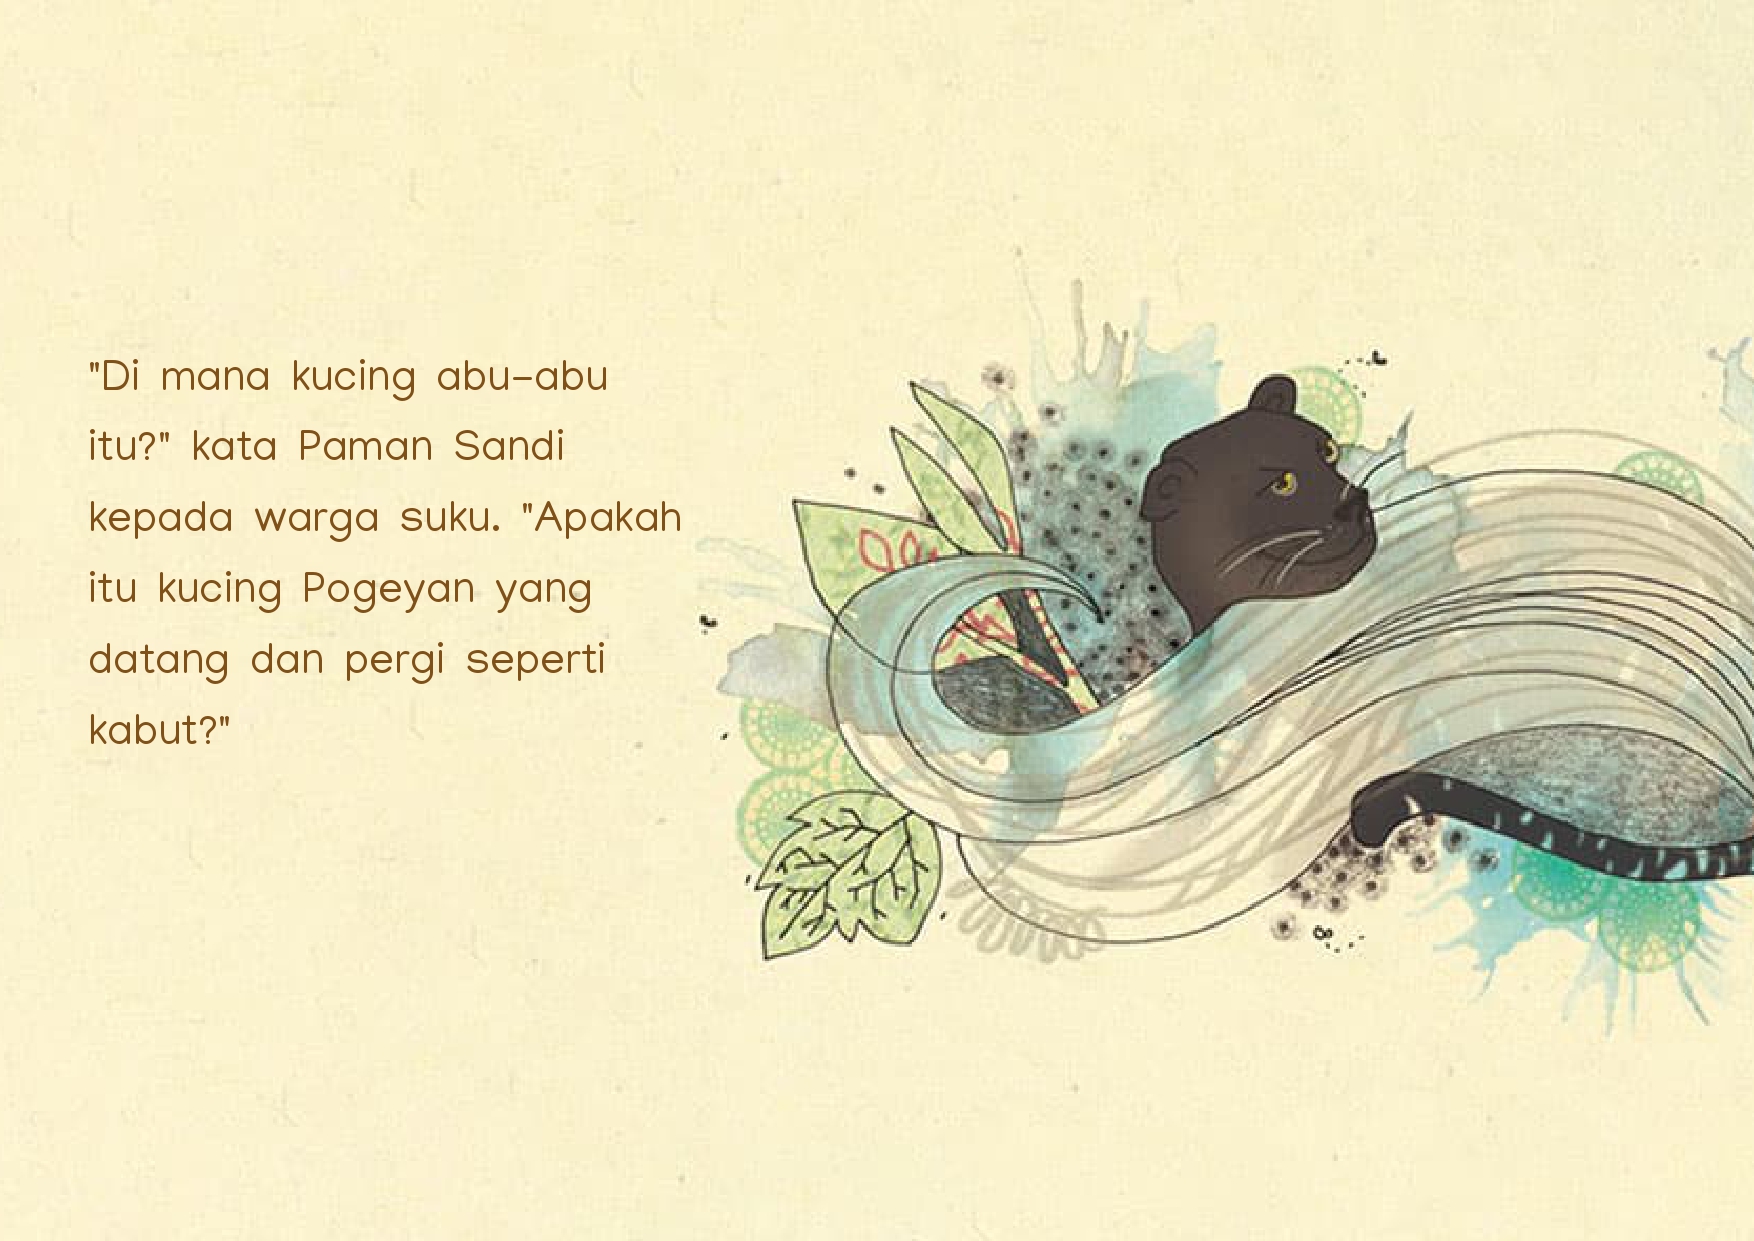 "Di mana kucing abu-abu
itu?" kata Paman Sandi
kepada warga suku. "Apakah
itu kucing Pogeyan yang
datang dan pergi seperti
kabut?"